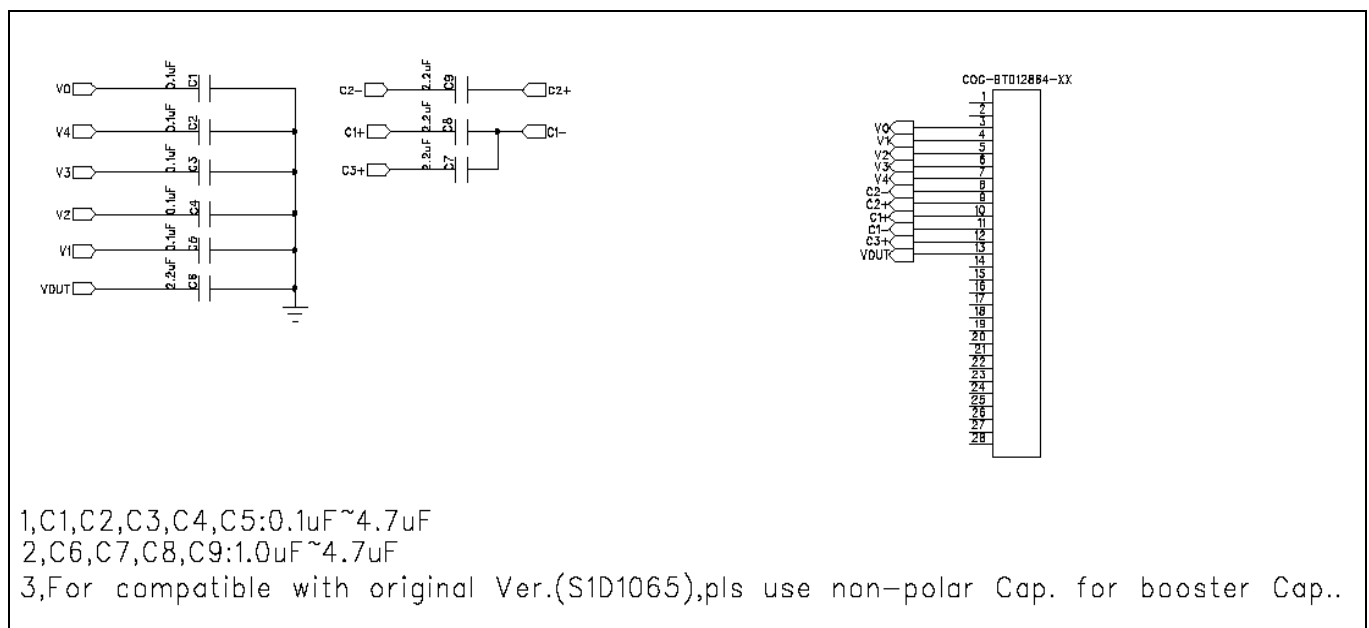 V0 0.1uF C1
V4 0.1uF C2
V3 0.1uF C3
V2 0.1uF C4
V1 0.1uF C5
VOUT 2.2uF C6
C2- 2.2uF C9 C2+
C1+ 2.2uF C8 C1-
C3+ 2.2uF C7
COG-BTD12864-XX
1
2
V0 3
V1 4
V2 5
V3 6
V4 7
C2- 8
C2+ 9
C1+ 10
C1- 11
C3+ 12
VOUT 13
14
15
16
17
18
19
20
21
22
23
24
25
26
27
28
1,C1,C2,C3,C4,C5:0.1uF~4.7uF
2,C6,C7,C8,C9:1.0uF~4.7uF
3,For compatible with original Ver.(S1D1065),pls use non-polar Cap. for booster Cap..